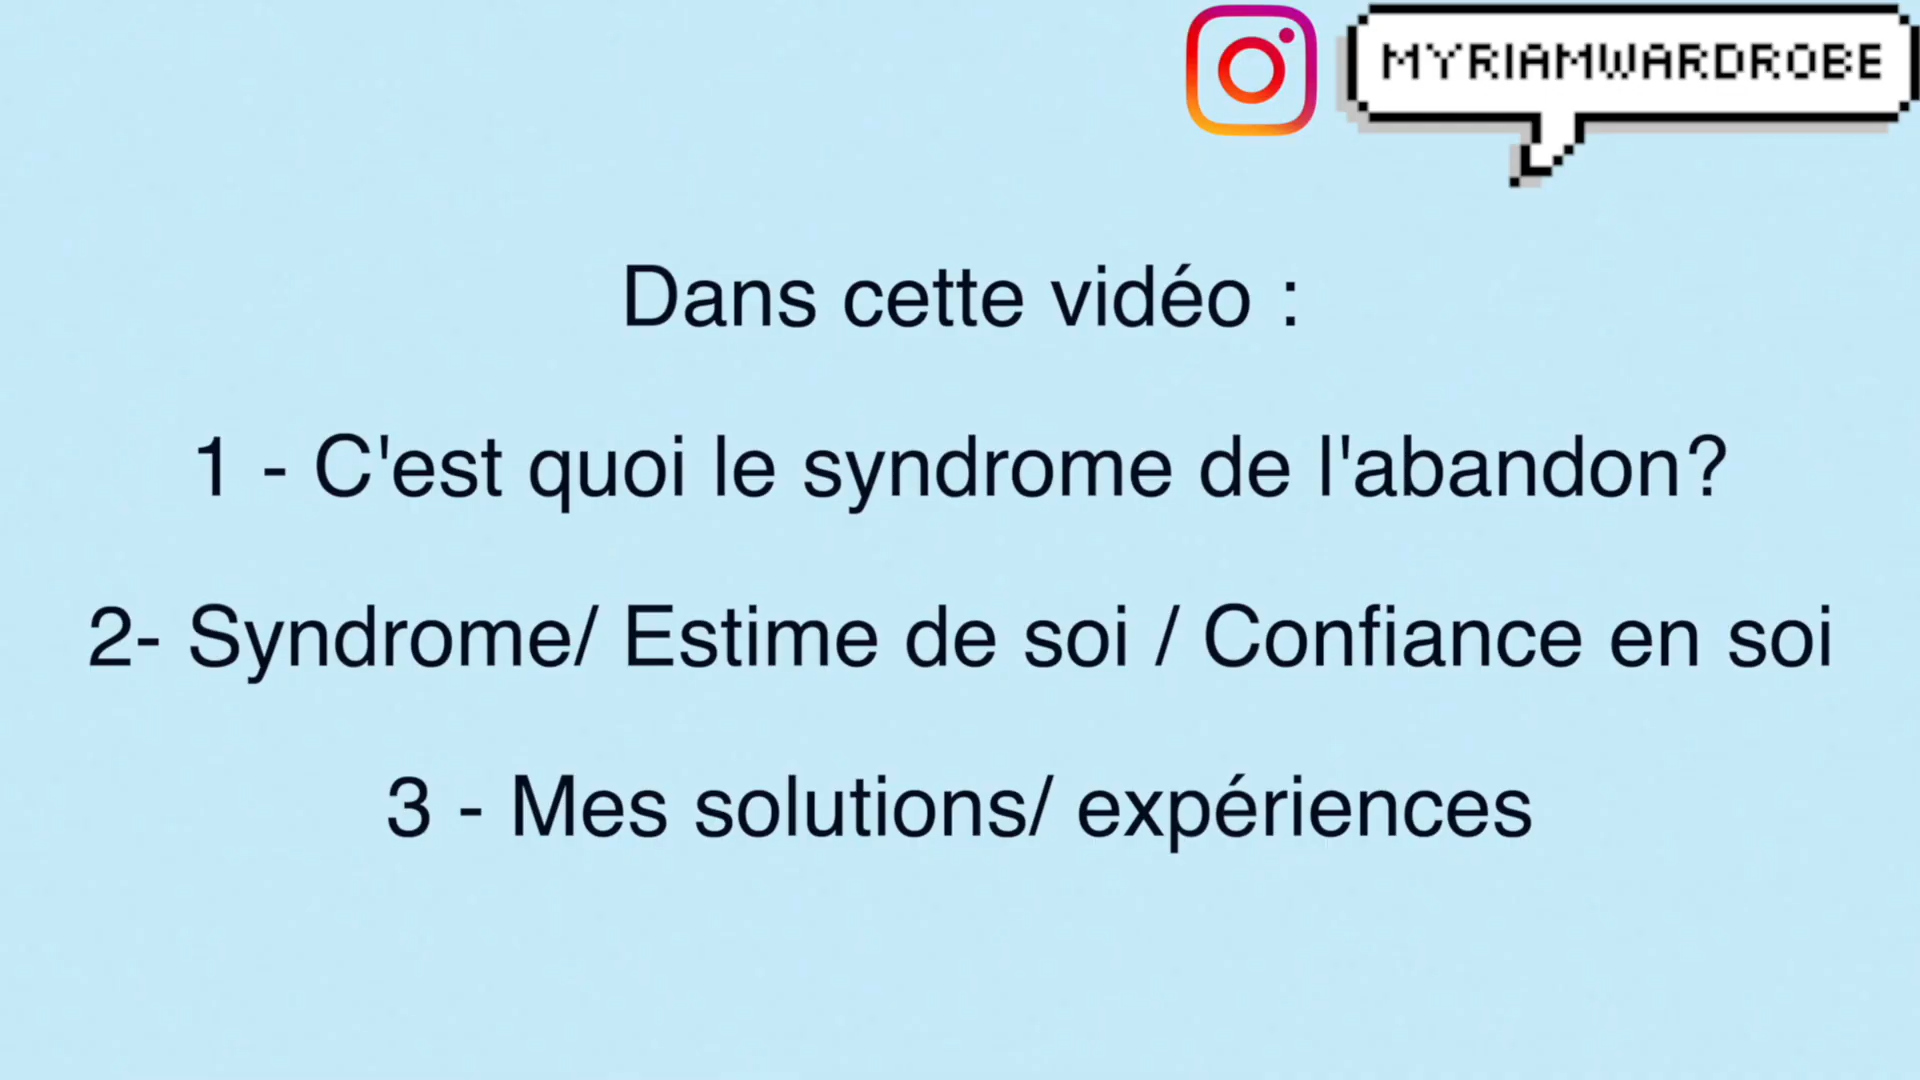 MYRIAMWARDROBE
Dans cette vidéo :
1 - C'est quoi le syndrome de l'abandon?
2- Syndrome/ Estime de soi / Confiance en soi
3 - Mes solutions/ expériences